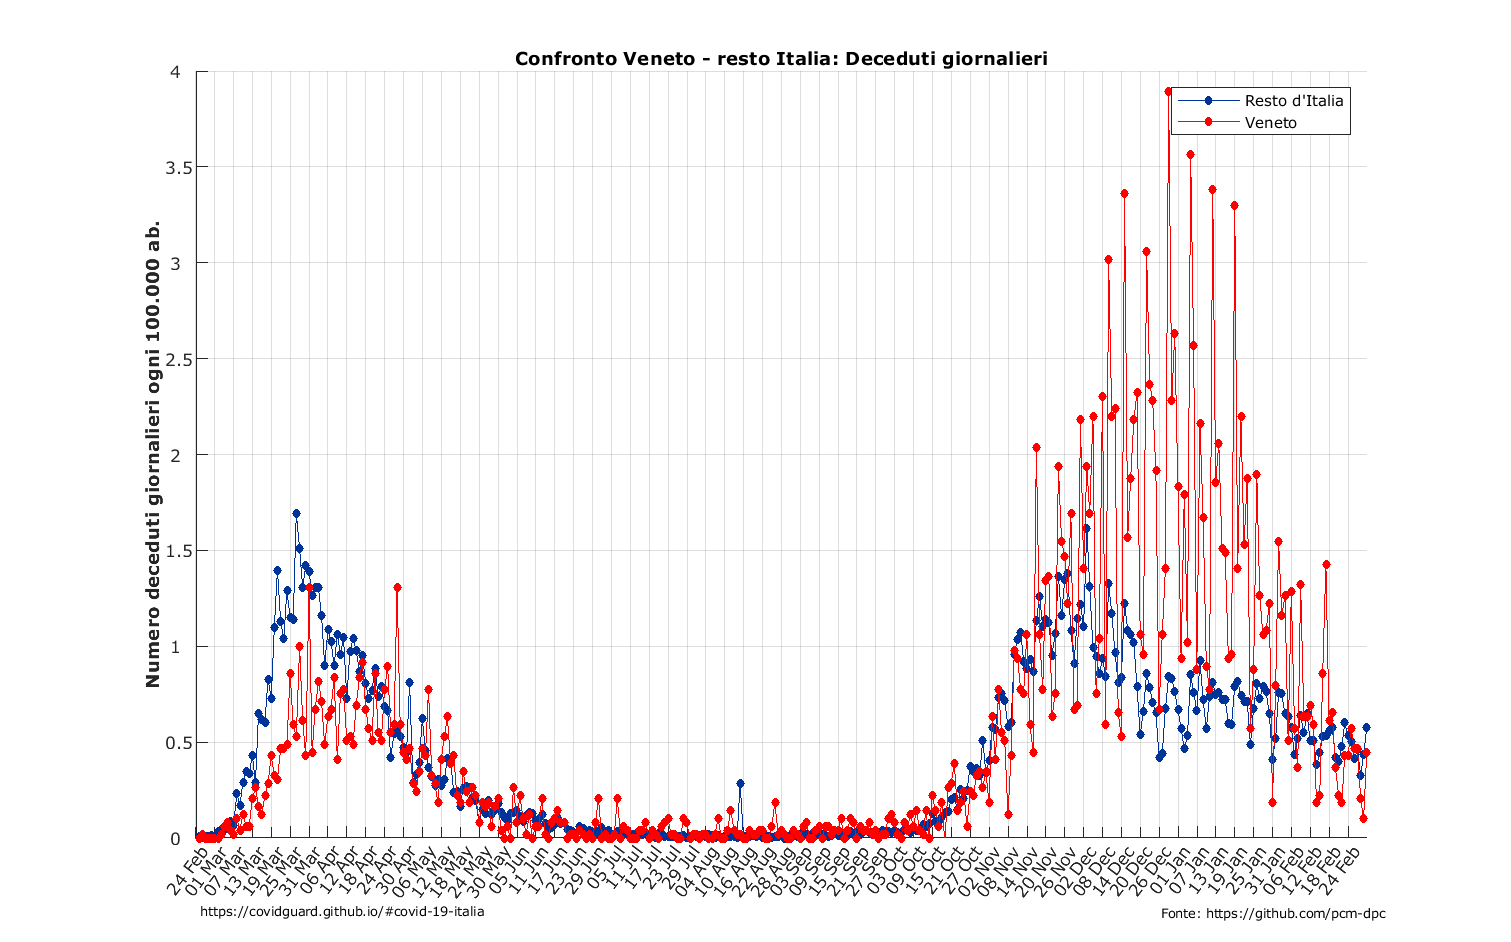 Confronto Veneto - resto Italia: Deceduti giornalieri
Resto d'Italia
Veneto
Numero deceduti giornalieri ogni 100.000 ab.
4
3.5
3
2.5
2
1.5
1
0.5
0
24 Feb
01 Mar
07 Mar
13 Mar
19 Mar
25 Mar
31 Mar
06 Apr
12 Apr
18 Apr
24 Apr
30 Apr
06 May
12 May
18 May
24 May
30 May
05 Jun
11 Jun
17 Jun
23 Jun
29 Jun
05 Jul
11 Jul
17 Jul
23 Jul
29 Jul
04 Aug
10 Aug
16 Aug
22 Aug
28 Aug
03 Sep
09 Sep
15 Sep
21 Sep
27 Sep
03 Oct
09 Oct
15 Oct
21 Oct
27 Oct
02 Nov
08 Nov
14 Nov
20 Nov
26 Nov
02 Dec
08 Dec
14 Dec
20 Dec
26 Dec
01 Jan
07 Jan
13 Jan
19 Jan
25 Jan
31 Jan
06 Feb
12 Feb
18 Feb
24 Feb
https://covidguard.github.io/#covid-19-italia
Fonte: https://github.com/pcm-dpc